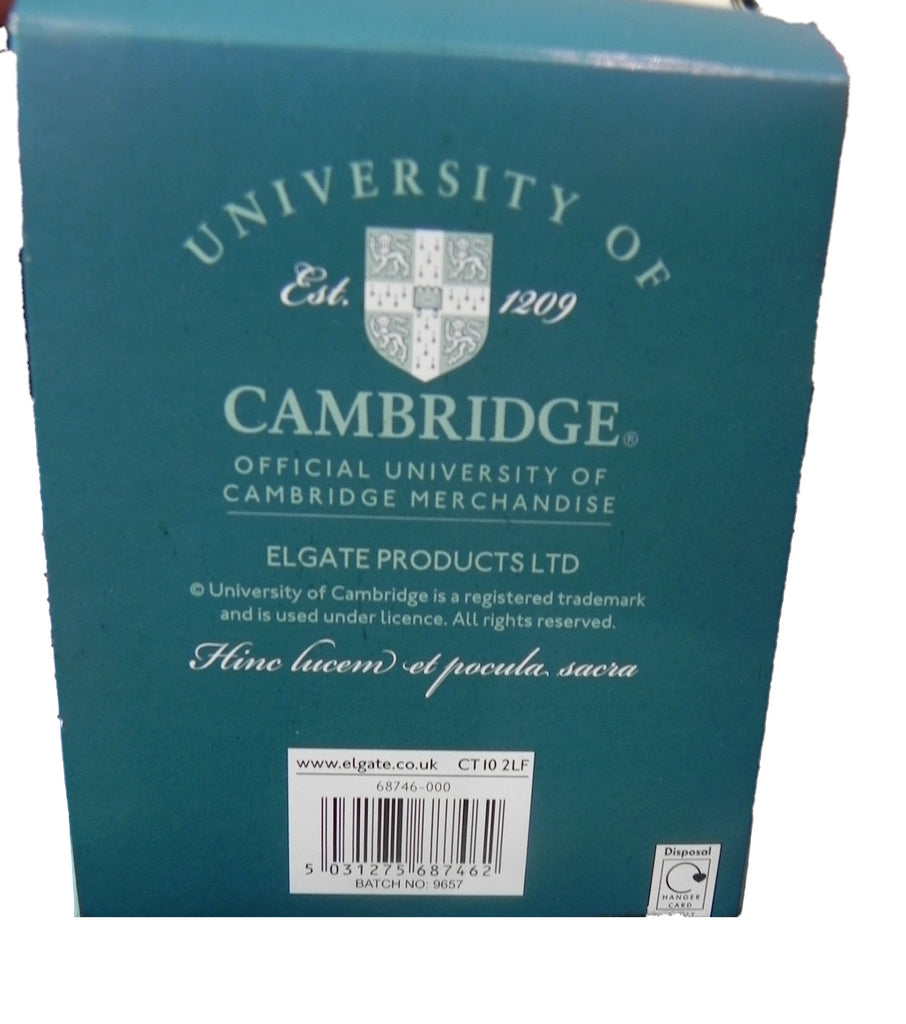 UNIVERSITY OF
Est. 1209
CAMBRIDGE®
OFFICIAL UNIVERSITY OF
CAMBRIDGE MERCHANDISE
ELGATE PRODUCTS LTD
© University of Cambridge is a registered trademark
and is used under licence. All rights reserved.
Hinc lucem et pocula sacra
www.elgate.co.uk CT10 2LF
68746-000
5 031275 687462
BATCH NO: 9657
Disposal
HANGER
CARD